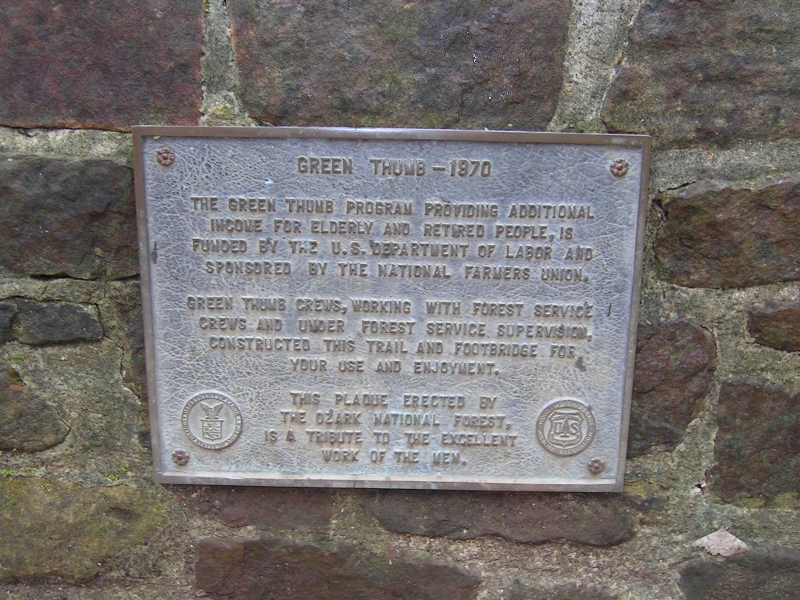 GREEN THUMB - 1970
THE GREEN THUMB PROGRAM PROVIDING ADDITIONAL
INCOME FOR ELDERLY AND RETIRED PEOPLE, IS
FUNDED BY THE U.S. DEPARTMENT OF LABOR AND
SPONSORED BY THE NATIONAL FARMERS UNION.
GREEN THUMB CREWS, WORKING WITH FOREST SERVICE
CREWS AND UNDER FOREST SERVICE SUPERVISION,
CONSTRUCTED THIS TRAIL AND FOOTBRIDGE FOR
YOUR USE AND ENJOYMENT.
THIS PLAQUE ERECTED BY
THE OZARK NATIONAL FOREST,
IS A TRIBUTE TO THE EXCELLENT
WORK OF THE MEN.
U S